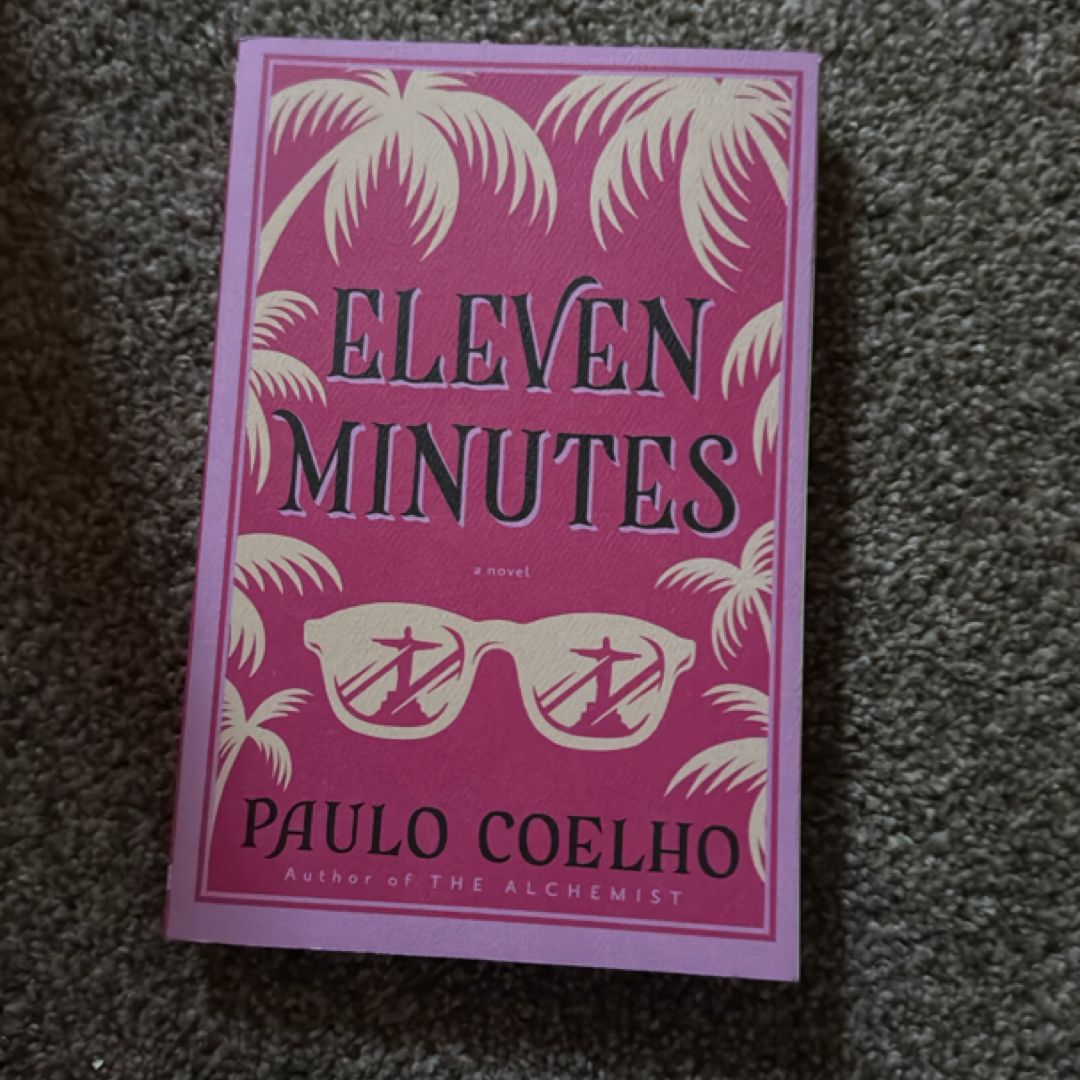 ELEVEN
MINUTES
a novel
PAULO COELHO
Author of THE ALCHEMIST